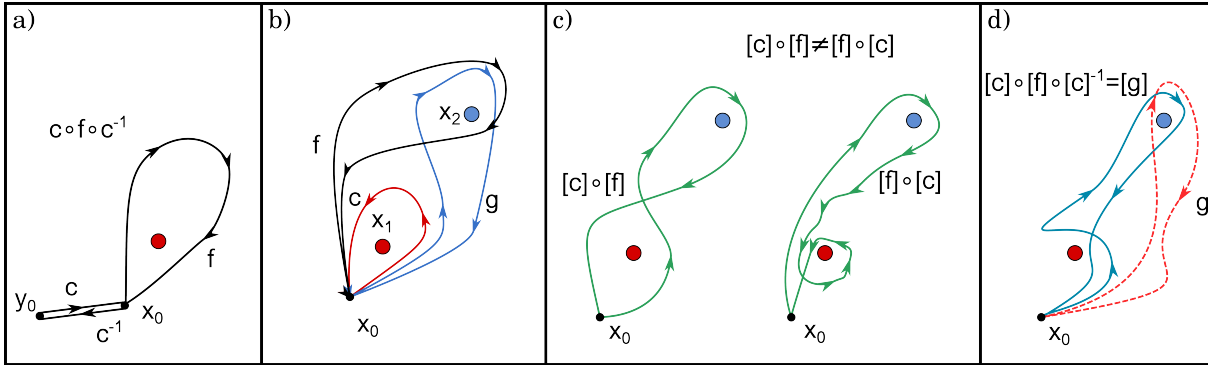 a)
c∘f∘c⁻¹
f
c
y₀
x₀
c⁻¹
b)
f
x₂
c
x₁
g
x₀
c)
[c]∘[f]≠[f]∘[c]
[c]∘[f]
[f]∘[c]
x₀
x₀
d)
[c]∘[f]∘[c]⁻¹=[g]
g
x₀